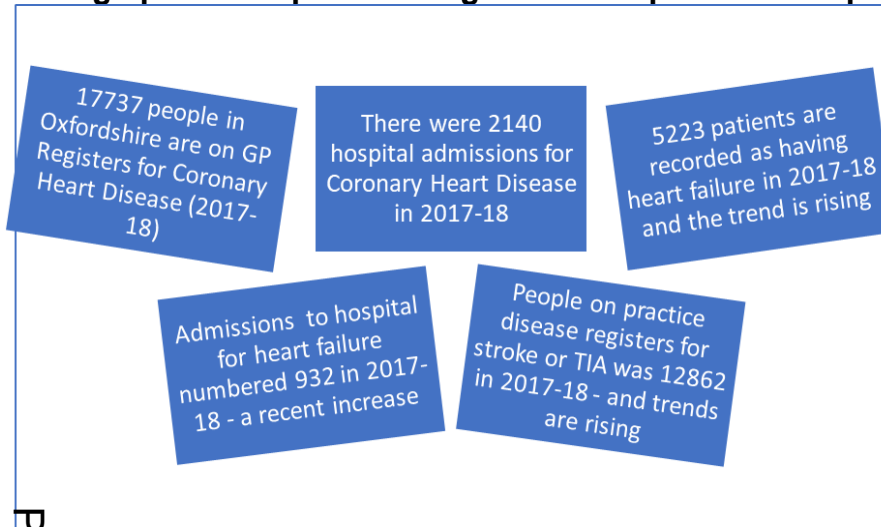 17737 people in
Oxfordshire are on GP
Registers for Coronary
Heart Disease (2017-
18)
There were 2140
hospital admissions for
Coronary Heart Disease
in 2017-18
5223 patients are
recorded as having
heart failure in 2017-18
and the trend is rising
Admissions to hospital
for heart failure
numbered 932 in 2017-
18 - a recent increase
People on practice
disease registers for
stroke or TIA was 12862
in 2017-18 - and trends
are rising